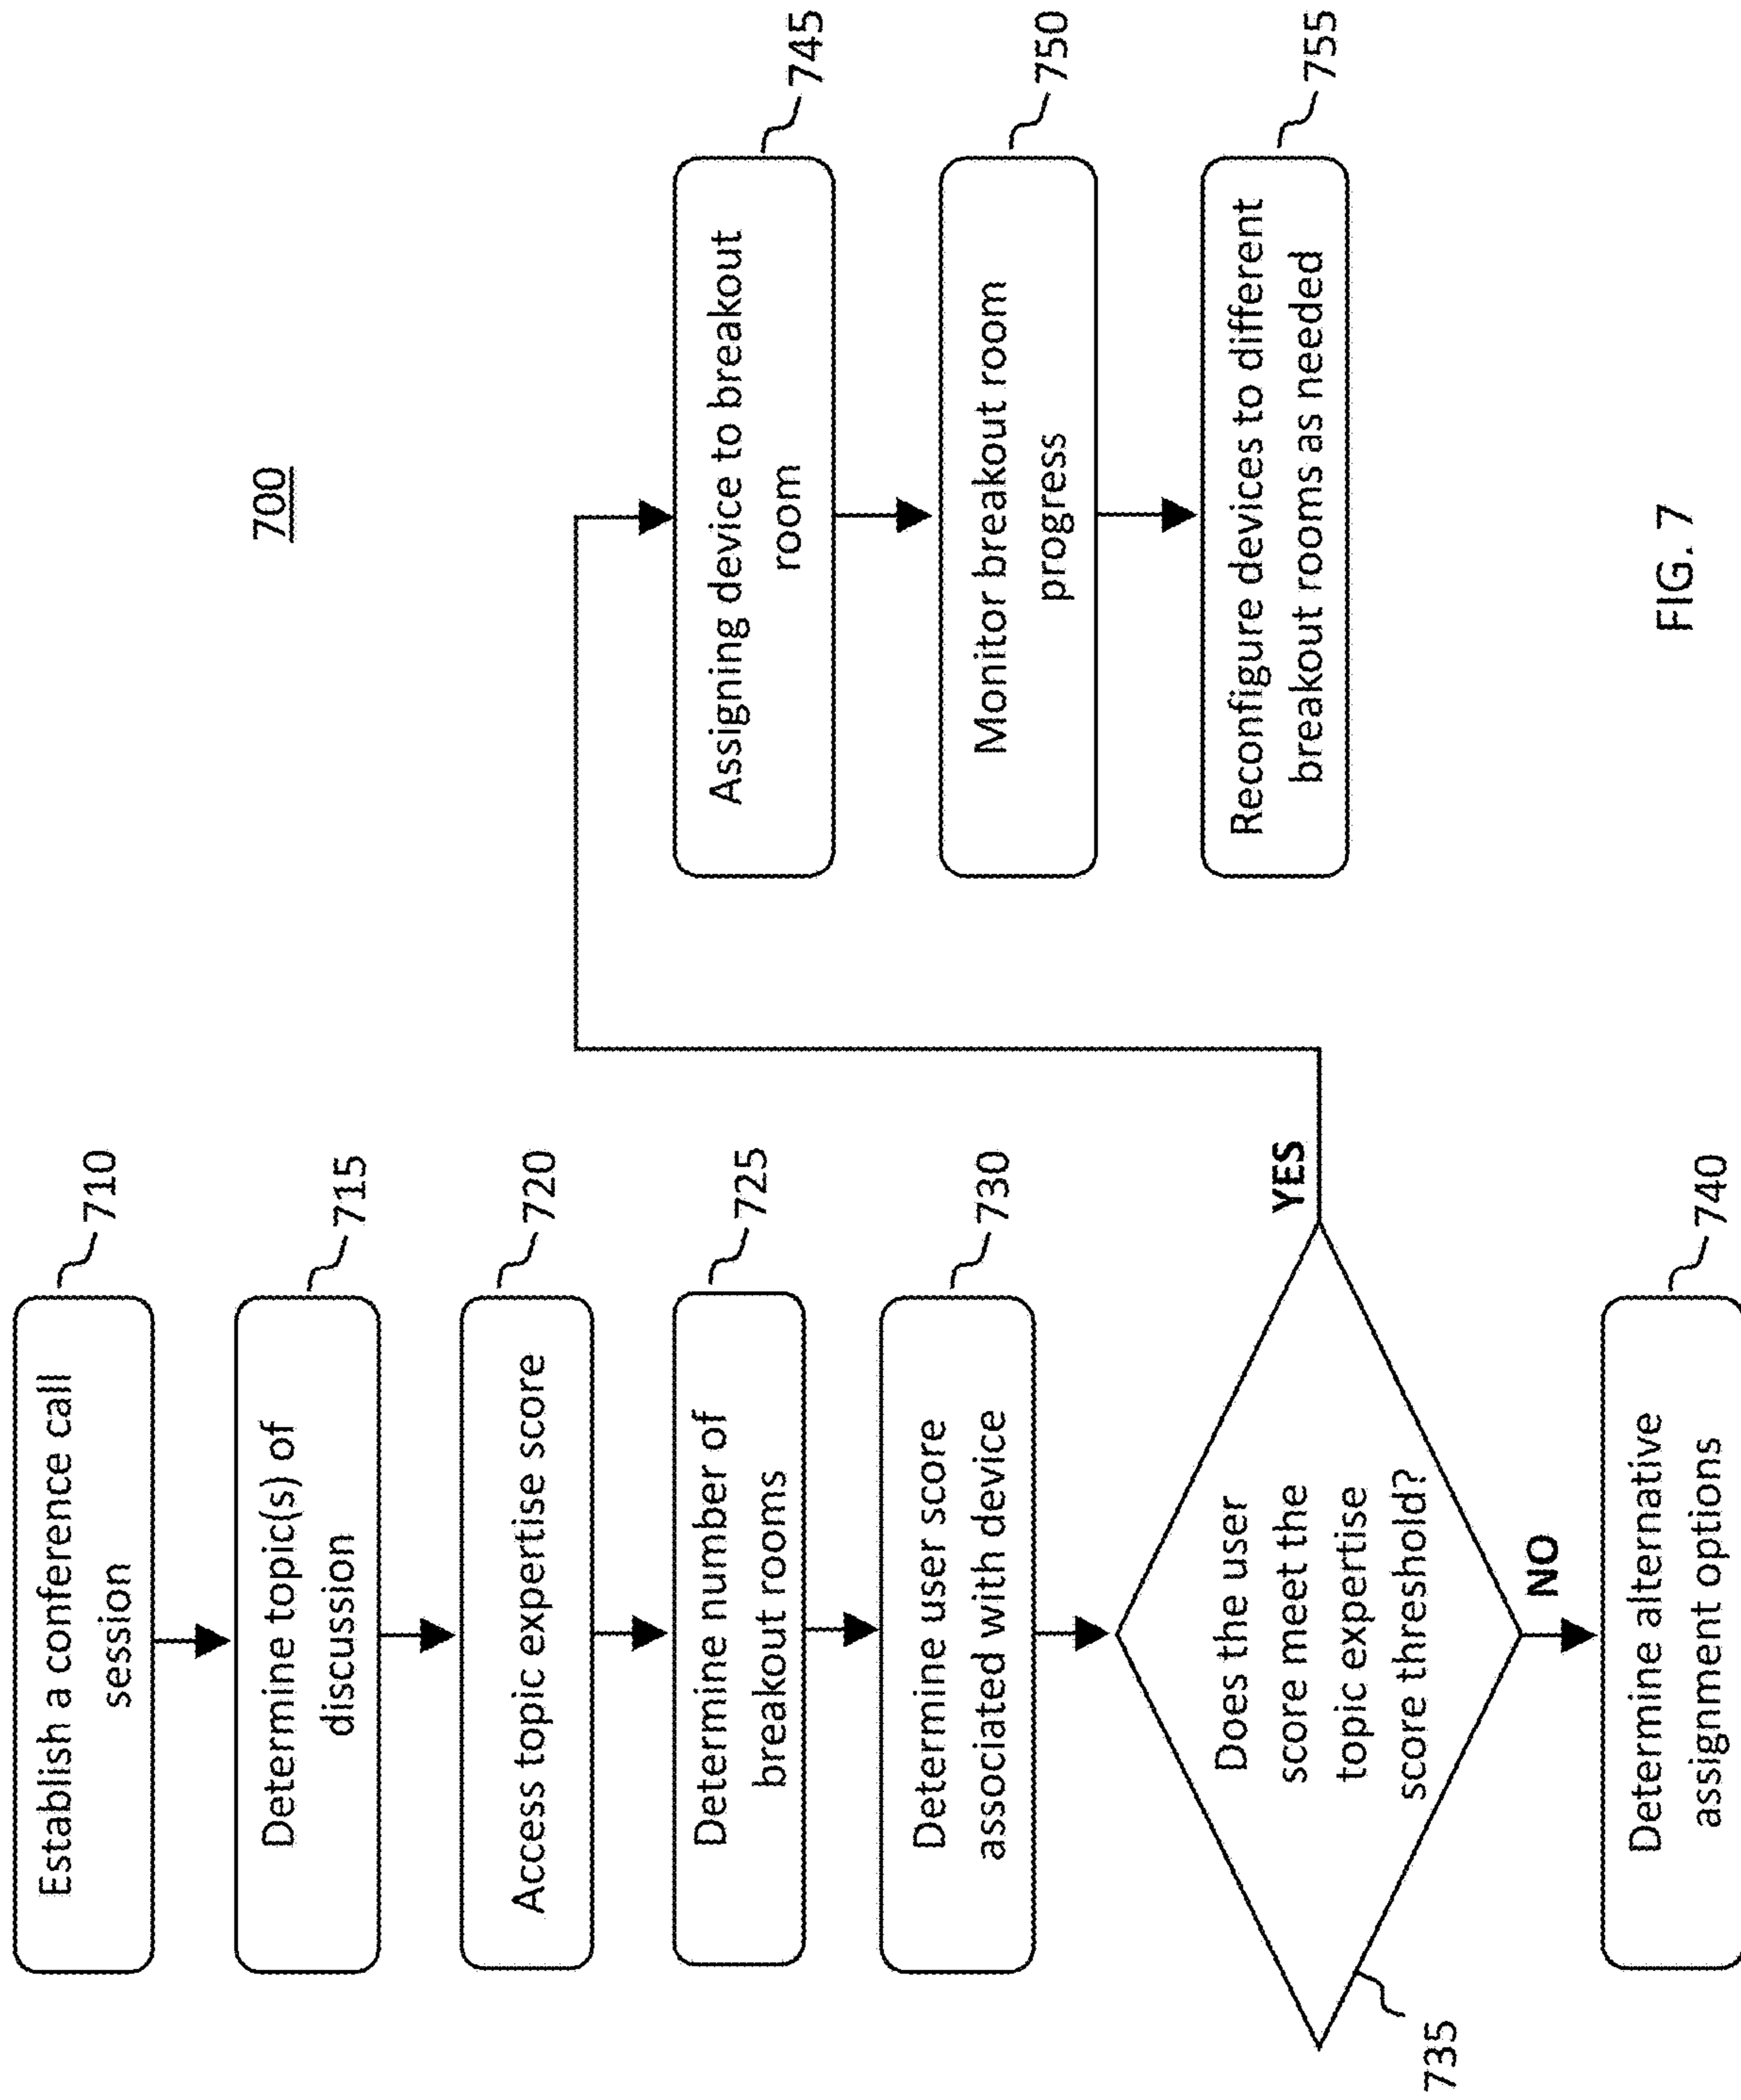 700
Establish a conference call
session
710
Determine topic(s) of
discussion
715
Access topic expertise score
720
Determine number of
breakout rooms
725
Determine user score
associated with device
730
Does the user
score meet the
topic expertise
score threshold?
735
YES
NO
Determine alternative
assignment options
740
Assigning device to breakout
room
745
Monitor breakout room
progress
750
Reconfigure devices to different
breakout rooms as needed
755
FIG. 7